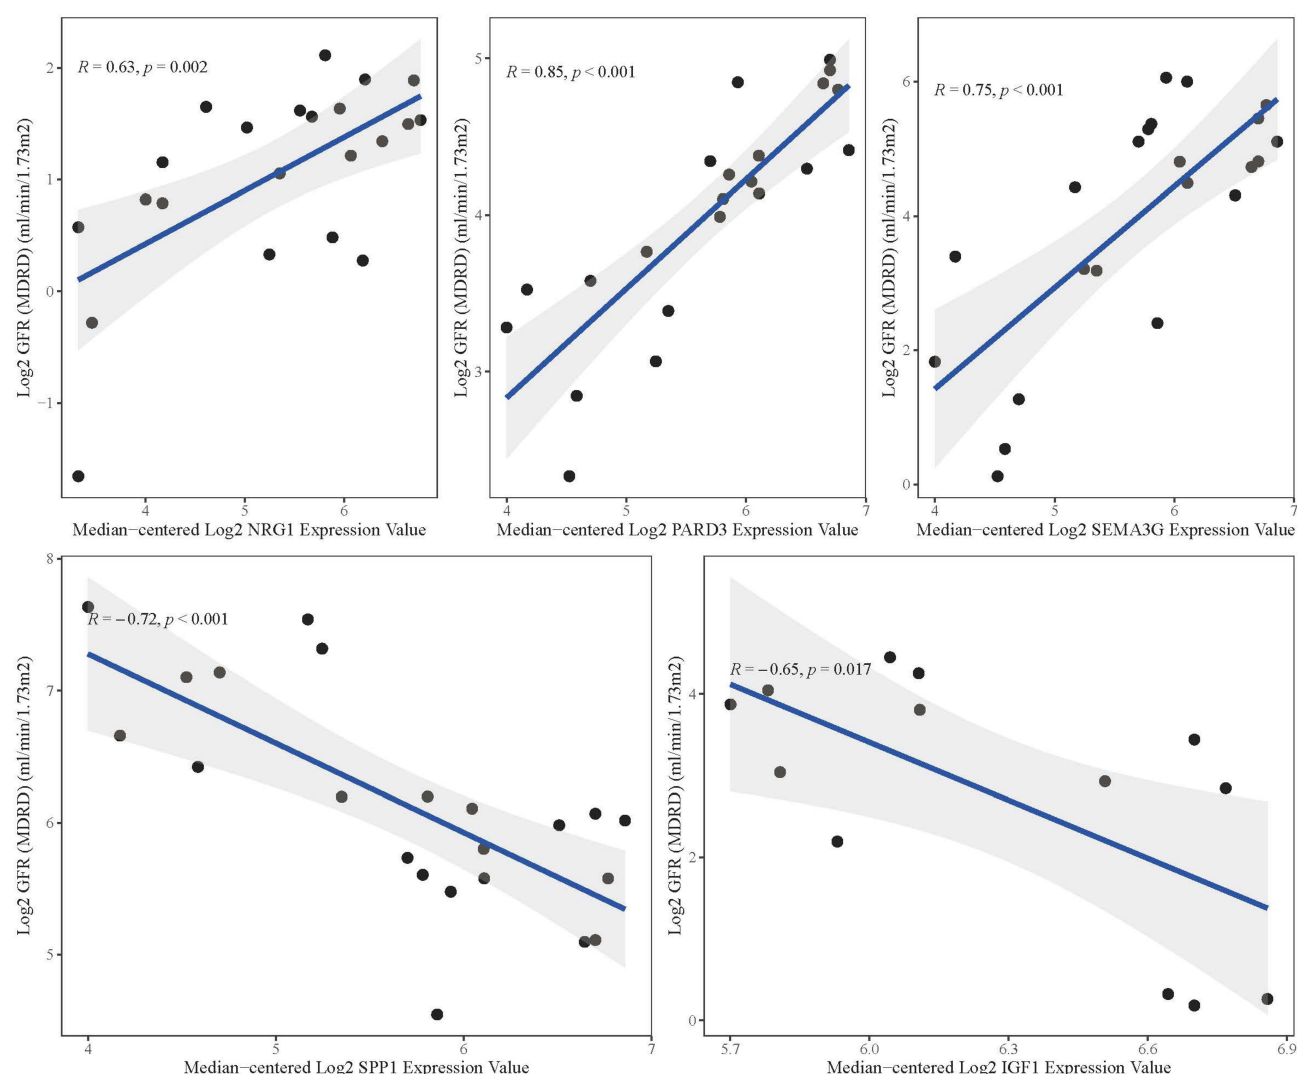 R = 0.63, p = 0.002
2
1
0
−1
Log2 GFR (MDRD) (ml/min/1.73m2)
4
5
6
Median−centered Log2 NRG1 Expression Value
R = 0.85, p < 0.001
5
4
3
Log2 GFR (MDRD) (ml/min/1.73m2)
4
5
6
7
Median−centered Log2 PARD3 Expression Value
R = 0.75, p < 0.001
6
4
2
0
Log2 GFR (MDRD) (ml/min/1.73m2)
4
5
6
7
Median−centered Log2 SEMA3G Expression Value
R = −0.72, p < 0.001
8
7
6
5
Log2 GFR (MDRD) (ml/min/1.73m2)
4
5
6
7
Median−centered Log2 SPP1 Expression Value
R = −0.65, p = 0.017
4
2
0
Log2 GFR (MDRD) (ml/min/1.73m2)
5.7
6.0
6.3
6.6
6.9
Median−centered Log2 IGF1 Expression Value